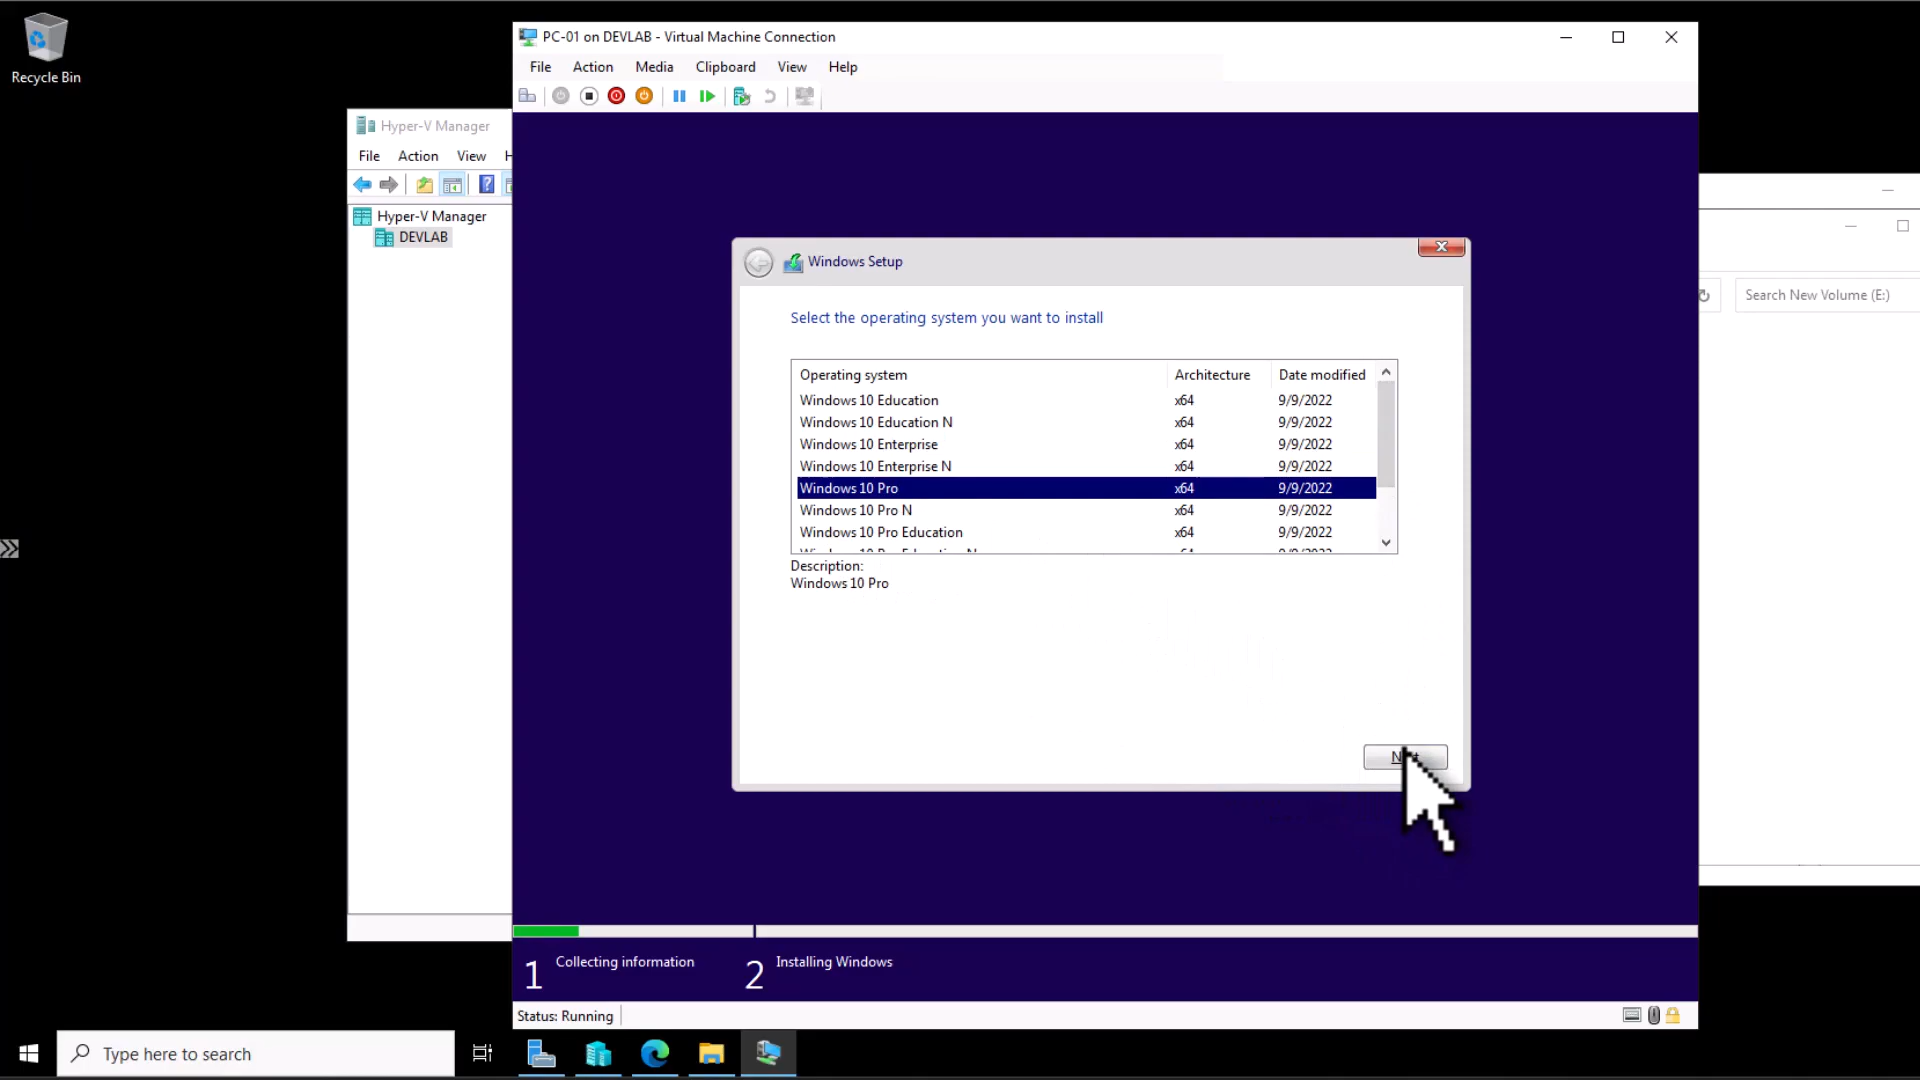 Recycle Bin
PC-01 on DEVLAB - Virtual Machine Connection
File Action Media Clipboard View Help
Hyper-V Manager
File Action View
Hyper-V Manager
DEVLAB
Search New Volume (E:)
Windows Setup
Select the operating system you want to install
Operating system Architecture Date modified
Windows 10 Education x64 9/9/2022
Windows 10 Education N x64 9/9/2022
Windows 10 Enterprise x64 9/9/2022
Windows 10 Enterprise N x64 9/9/2022
Windows 10 Pro x64 9/9/2022
Windows 10 Pro N x64 9/9/2022
Windows 10 Pro Education x64 9/9/2022
Description:
Windows 10 Pro
1 Collecting information 2 Installing Windows
Status: Running
Type here to search